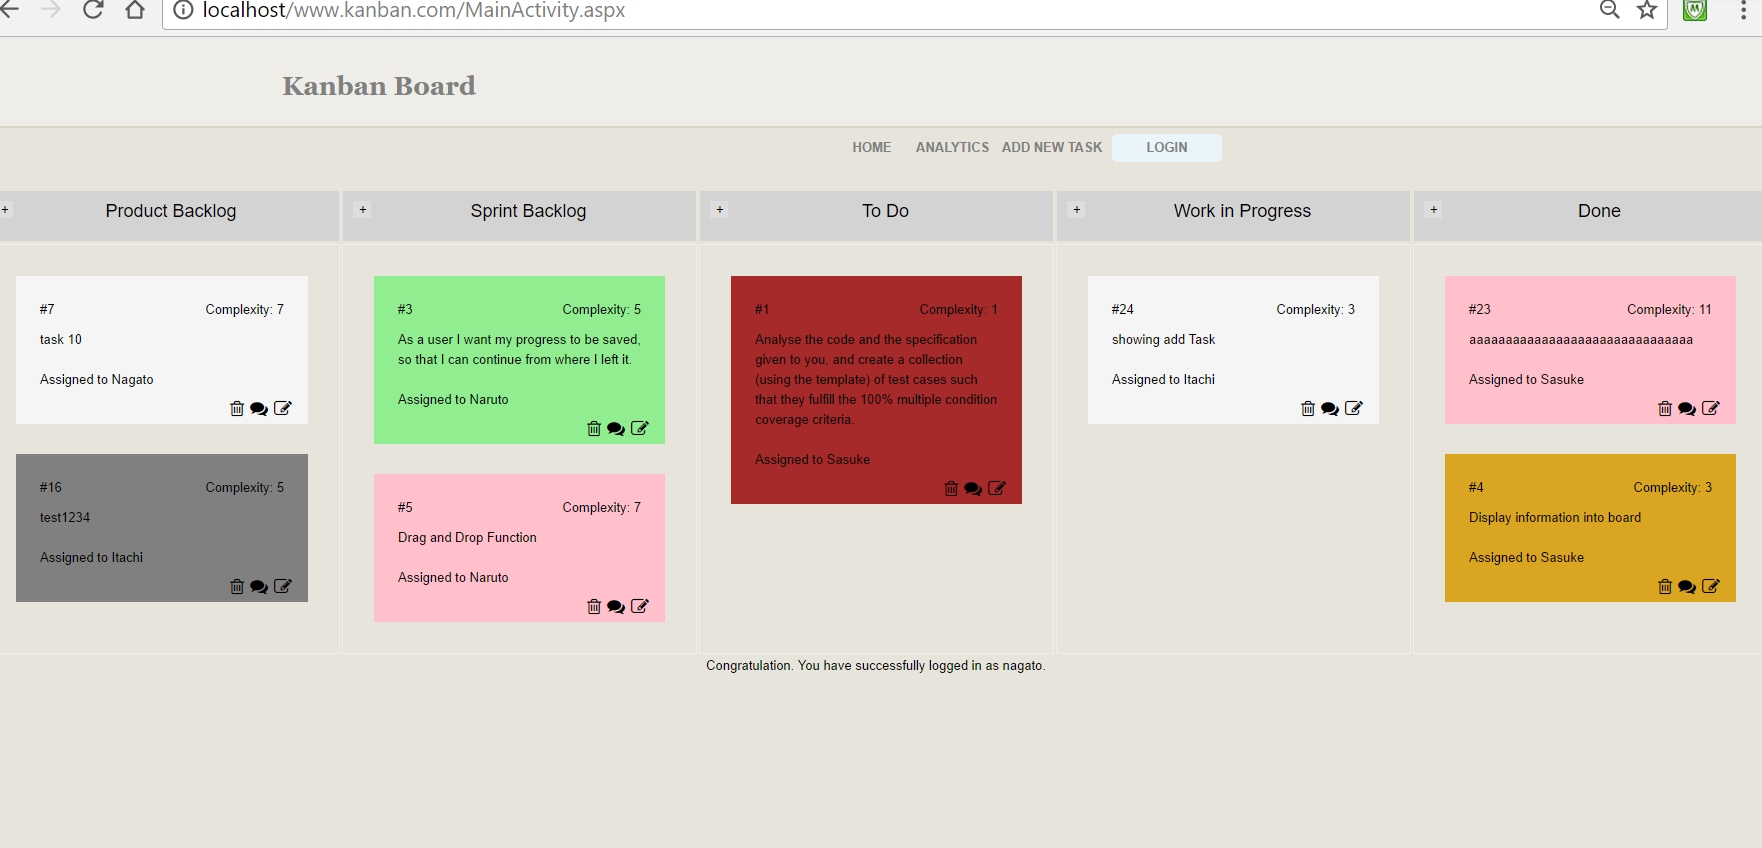 localhost/www.kanban.com/MainActivity.aspx
Kanban Board
HOME ANALYTICS ADD NEW TASK LOGIN
+ Product Backlog
#7 Complexity: 7
task 10
Assigned to Nagato
#16 Complexity: 5
test1234
Assigned to Itachi
+ Sprint Backlog
#3 Complexity: 5
As a user I want my progress to be saved,
so that I can continue from where I left it.
Assigned to Naruto
#5 Complexity: 7
Drag and Drop Function
Assigned to Naruto
+ To Do
#1 Complexity: 1
Analyse the code and the specification
given to you, and create a collection
(using the template) of test cases such
that they fulfill the 100% multiple condition
coverage criteria.
Assigned to Sasuke
+ Work in Progress
#24 Complexity: 3
showing add Task
Assigned to Itachi
+ Done
#23 Complexity: 11
aaaaaaaaaaaaaaaaaaaaaaaaaaaaaaa
Assigned to Sasuke
#4 Complexity: 3
Display information into board
Assigned to Sasuke
Congratulation. You have successfully logged in as nagato.